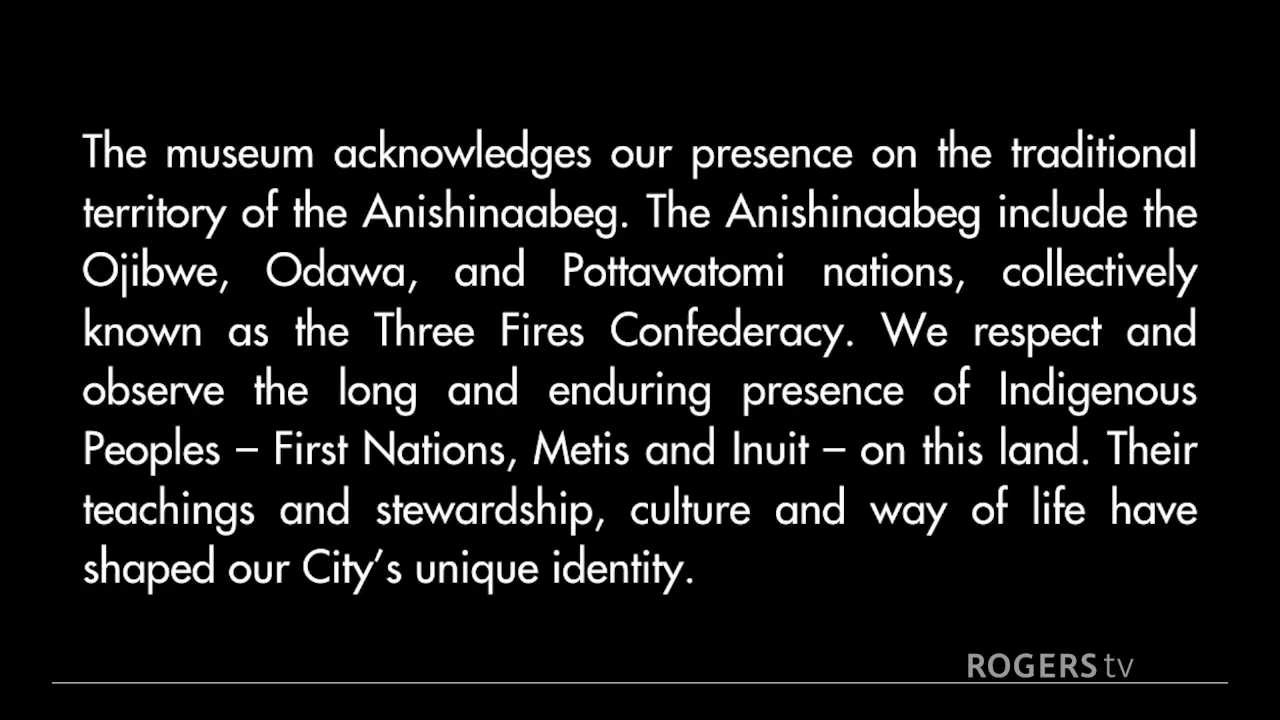 The museum acknowledges our presence on the traditional
territory of the Anishinaabeg. The Anishinaabeg include the
Ojibwe, Odawa, and Pottawatomi nations, collectively
known as the Three Fires Confederacy. We respect and
observe the long and enduring presence of Indigenous
Peoples – First Nations, Metis and Inuit – on this land. Their
teachings and stewardship, culture and way of life have
shaped our City’s unique identity.
ROGERS tv